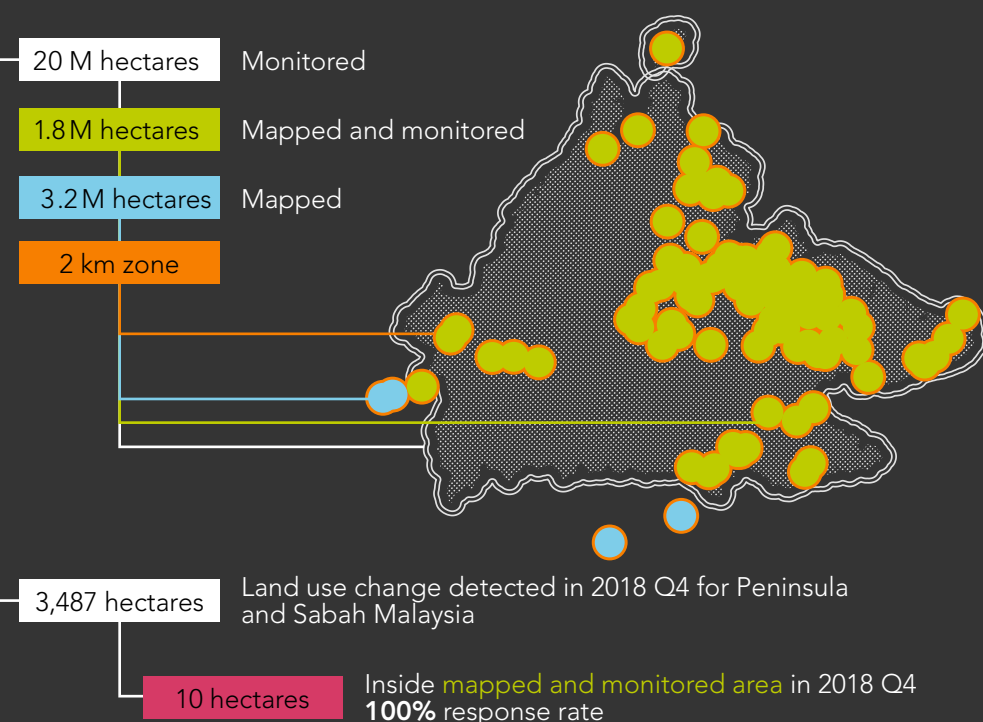 20 M hectares Monitored
1.8 M hectares Mapped and monitored
3.2 M hectares Mapped
2 km zone
3,487 hectares Land use change detected in 2018 Q4 for Peninsula
and Sabah Malaysia
10 hectares Inside mapped and monitored area in 2018 Q4
100% response rate